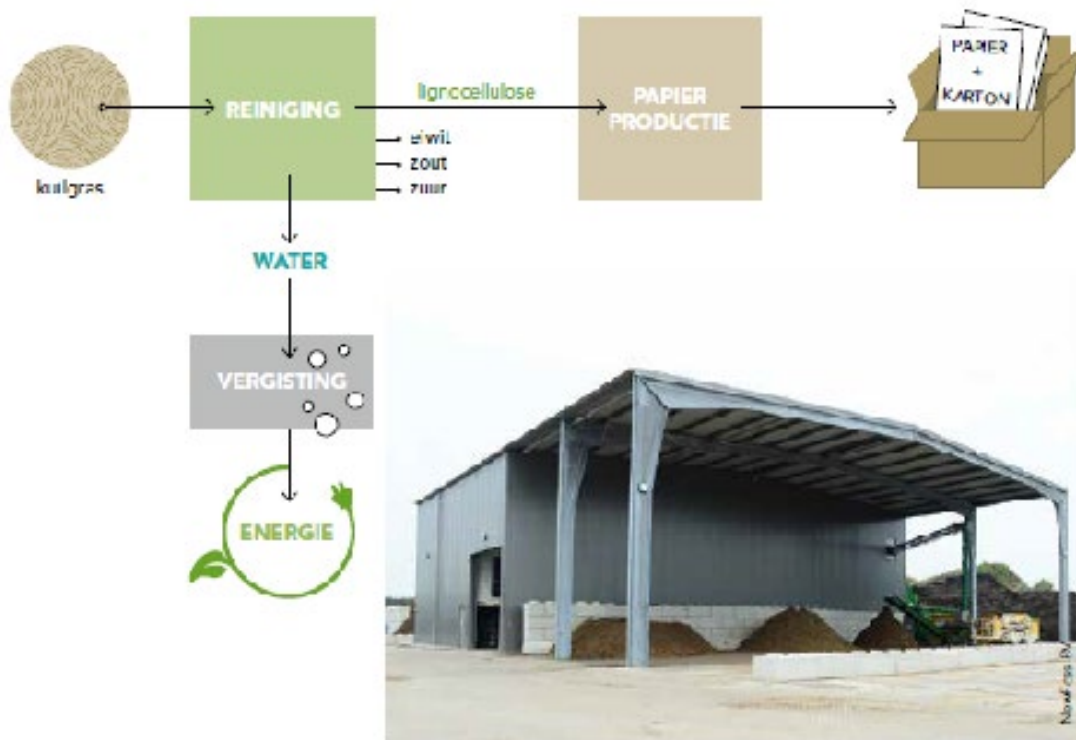 kuilgras
REINIGING
lignocellulose
eiwit
zout
zuur
PAPIER
PRODUCTIE
PAPIER
+
KARTON
WATER
VERGISTING
ENERGIE